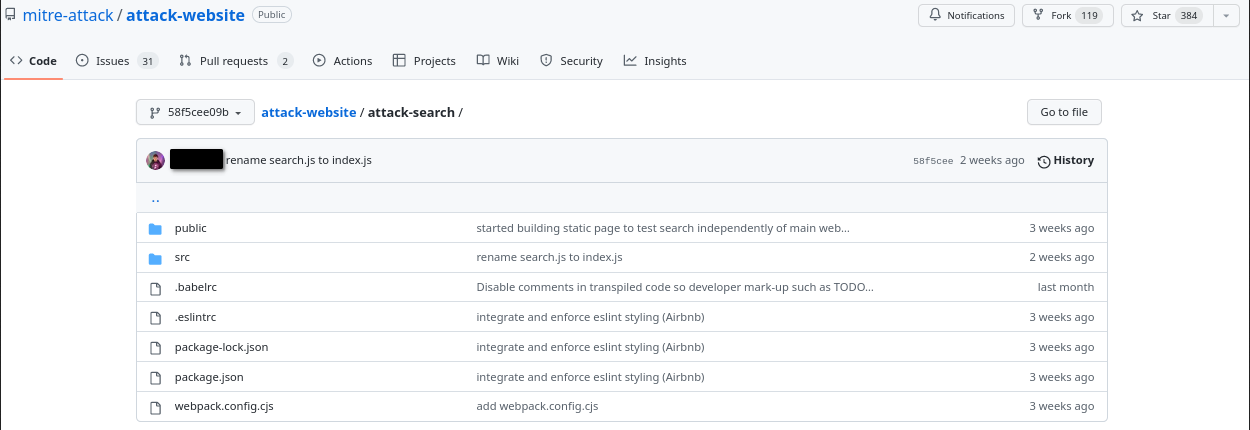 mitre-attack / attack-website Public Notifications Fork 119 Star 384
Code Issues 31 Pull requests 2 Actions Projects Wiki Security Insights
58f5cee09b attack-website / attack-search / Go to file
rename search.js to index.js 58f5cee 2 weeks ago History
..
public started building static page to test search independently of main web... 3 weeks ago
src rename search.js to index.js 2 weeks ago
.babelrc Disable comments in transpiled code so developer mark-up such as TODO... last month
.eslintrc integrate and enforce eslint styling (Airbnb) 3 weeks ago
package-lock.json integrate and enforce eslint styling (Airbnb) 3 weeks ago
package.json integrate and enforce eslint styling (Airbnb) 3 weeks ago
webpack.config.cjs add webpack.config.cjs 3 weeks ago